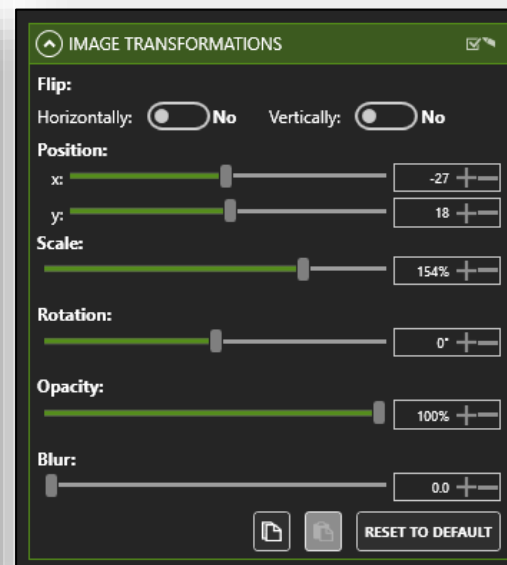 IMAGE TRANSFORMATIONS
Flip:
Horizontally: No Vertically: No
Position:
x: -27
y: 18
Scale:
154%
Rotation:
0°
Opacity:
100%
Blur:
0.0
RESET TO DEFAULT